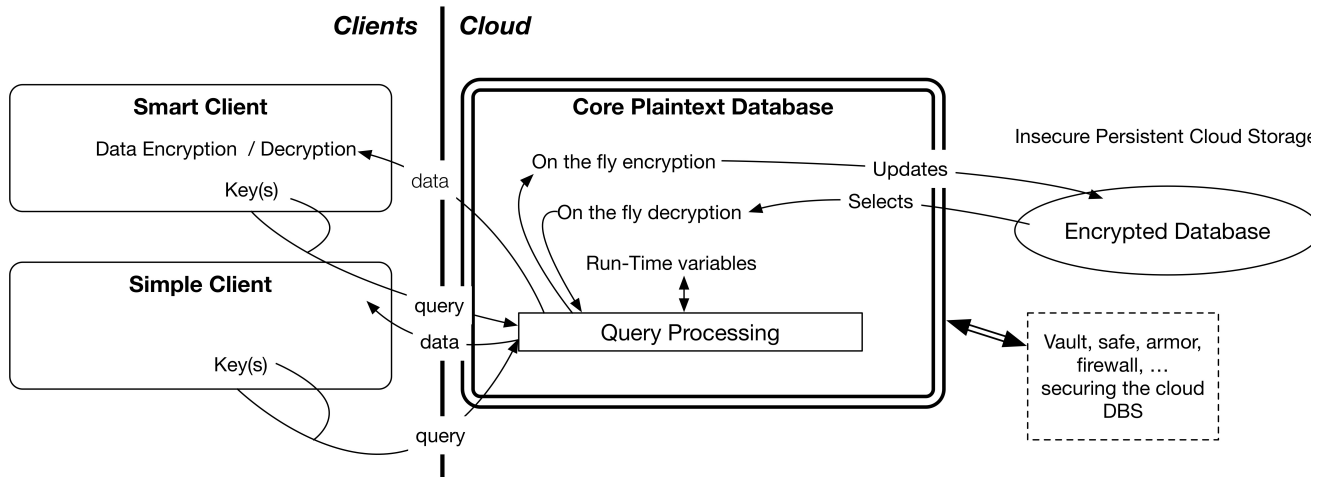 Clients
Cloud
Smart Client
Data Encryption / Decryption
Key(s)
Simple Client
Key(s)
data
query
data
query
Core Plaintext Database
On the fly encryption
On the fly decryption
Run-Time variables
Query Processing
Updates
Selects
Insecure Persistent Cloud Storage
Encrypted Database
Vault, safe, armor,
firewall, …
securing the cloud
DBS